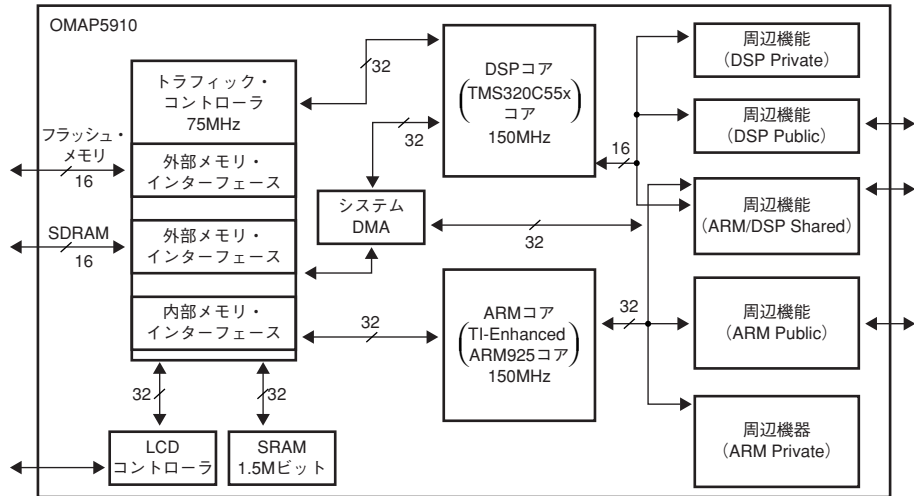 OMAP5910
トラフィック・
コントローラ
75MHz
フラッシュ・
メモリ
16
外部メモリ・
インターフェース
SDRAM
16
外部メモリ・
インターフェース
内部メモリ・
インターフェース
32
32
LCD
コントローラ
SRAM
1.5Mビット
32
32
システム
DMA
32
32
DSPコア
(TMS320C55x
コア)
150MHz
16
ARMコア
(TI-Enhanced
ARM925コア)
150MHz
32
周辺機能
(DSP Private)
周辺機能
(DSP Public)
周辺機能
(ARM/DSP Shared)
周辺機能
(ARM Public)
周辺機器
(ARM Private)